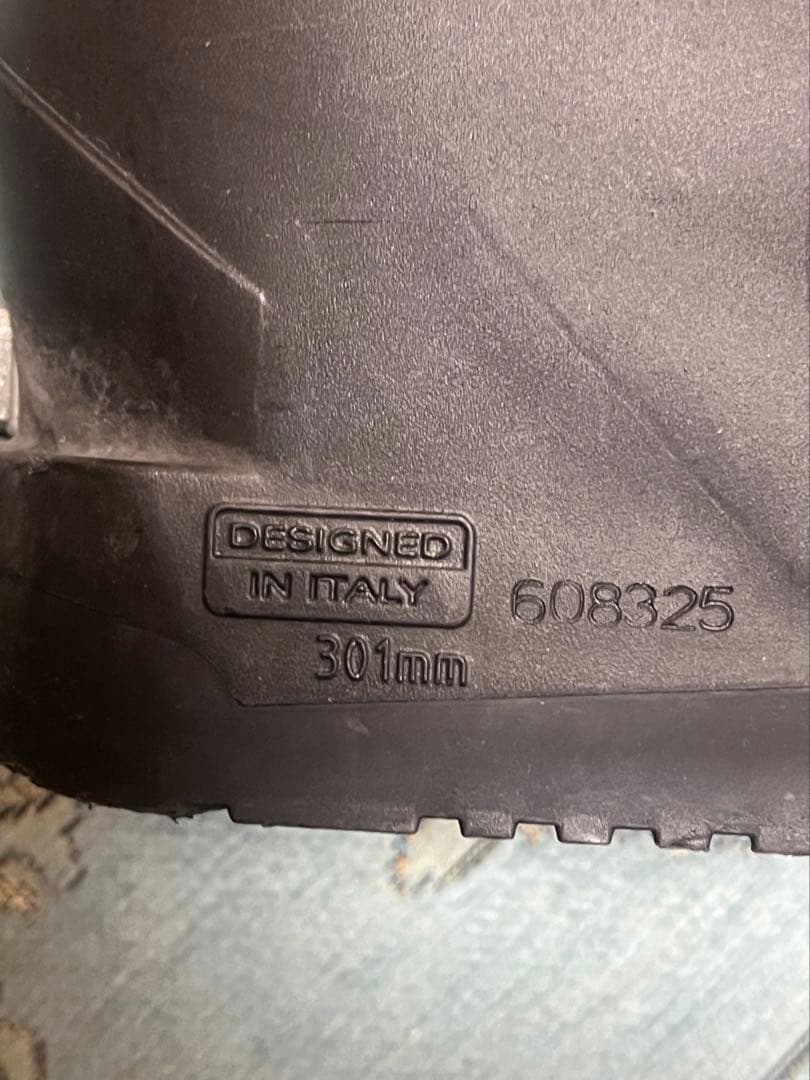 DESIGNED
IN ITALY
608325
301mm